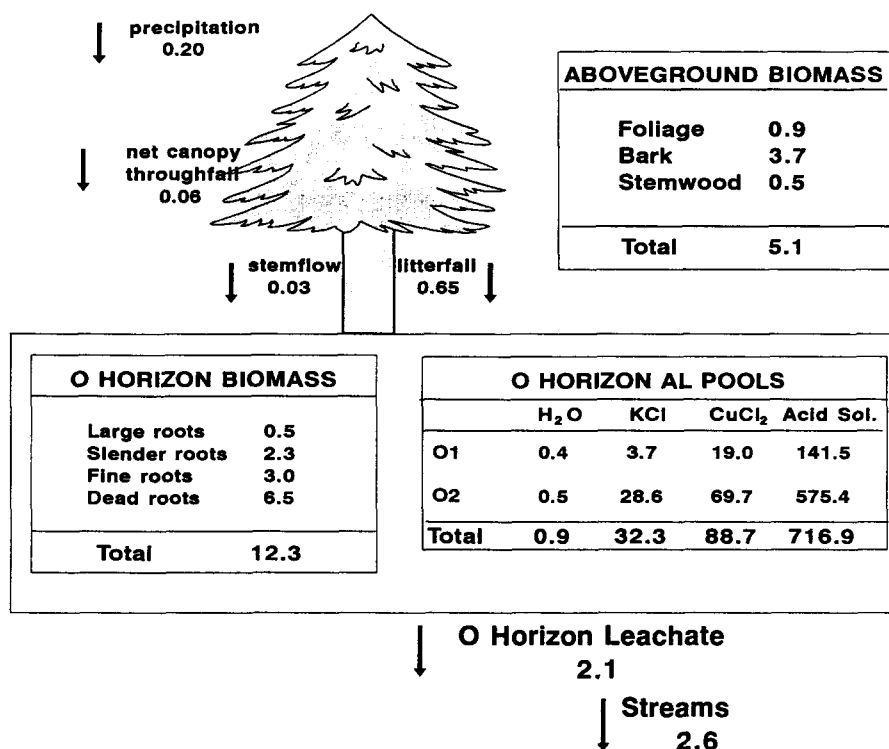 precipitation
0.20
net canopy
throughfall
0.06
stemflow
0.03
litterfall
0.65
ABOVEGROUND BIOMASS
Foliage 0.9
Bark 3.7
Stemwood 0.5
Total 5.1
O HORIZON BIOMASS
Large roots 0.5
Slender roots 2.3
Fine roots 3.0
Dead roots 6.5
Total 12.3
O HORIZON AL POOLS
H₂O KCl CuCl₂ Acid Sol.
O1 0.4 3.7 19.0 141.5
O2 0.5 28.6 69.7 575.4
Total 0.9 32.3 88.7 716.9
O Horizon Leachate
2.1
Streams
2.6